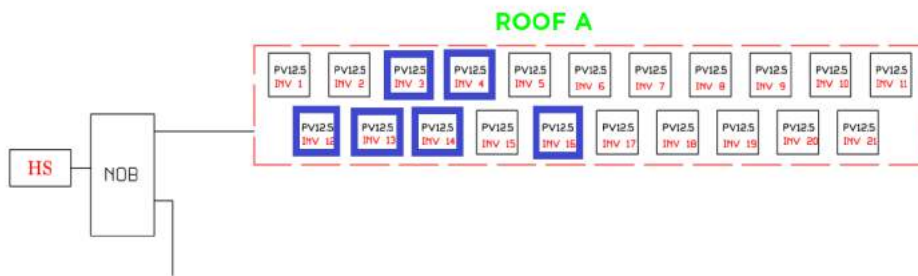 ROOF A
PV12.5 PV12.5 PV12.5 PV12.5 PV12.5 PV12.5 PV12.5 PV12.5 PV12.5 PV12.5 PV12.5
INV 1 INV 2 INV 3 INV 4 INV 5 INV 6 INV 7 INV 8 INV 9 INV 10 INV 11
PV12.5 PV12.5 PV12.5 PV12.5 PV12.5 PV12.5 PV12.5 PV12.5 PV12.5 PV12.5
INV 12 INV 13 INV 14 INV 15 INV 16 INV 17 INV 18 INV 19 INV 20 INV 21
HS
NOB